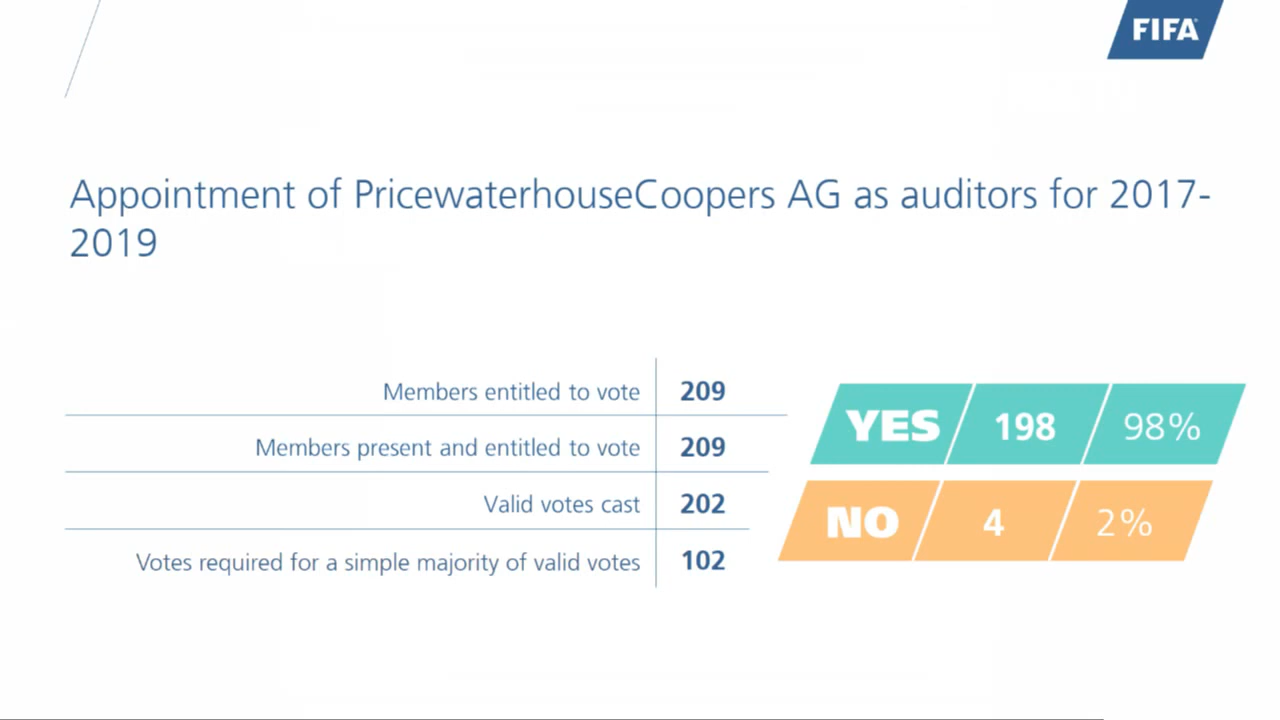 FIFA
Appointment of PricewaterhouseCoopers AG as auditors for 2017-
2019
Members entitled to vote 209
Members present and entitled to vote 209
Valid votes cast 202
Votes required for a simple majority of valid votes 102
YES 198 98%
NO 4 2%